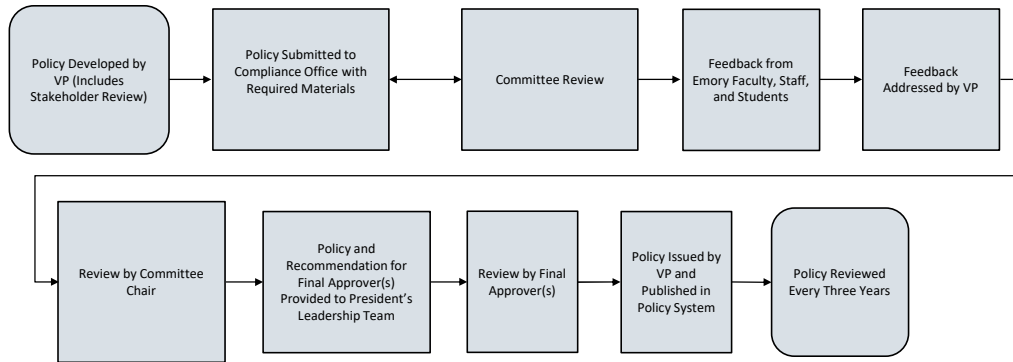 Policy Developed by
VP (Includes
Stakeholder Review)
Policy Submitted to
Compliance Office with
Required Materials
Committee Review
Feedback from
Emory Faculty, Staff,
and Students
Feedback
Addressed by VP
Review by Committee
Chair
Policy and
Recommendation for
Final Approver(s)
Provided to President’s
Leadership Team
Review by Final
Approver(s)
Policy Issued by
VP and
Published in
Policy System
Policy Reviewed
Every Three Years